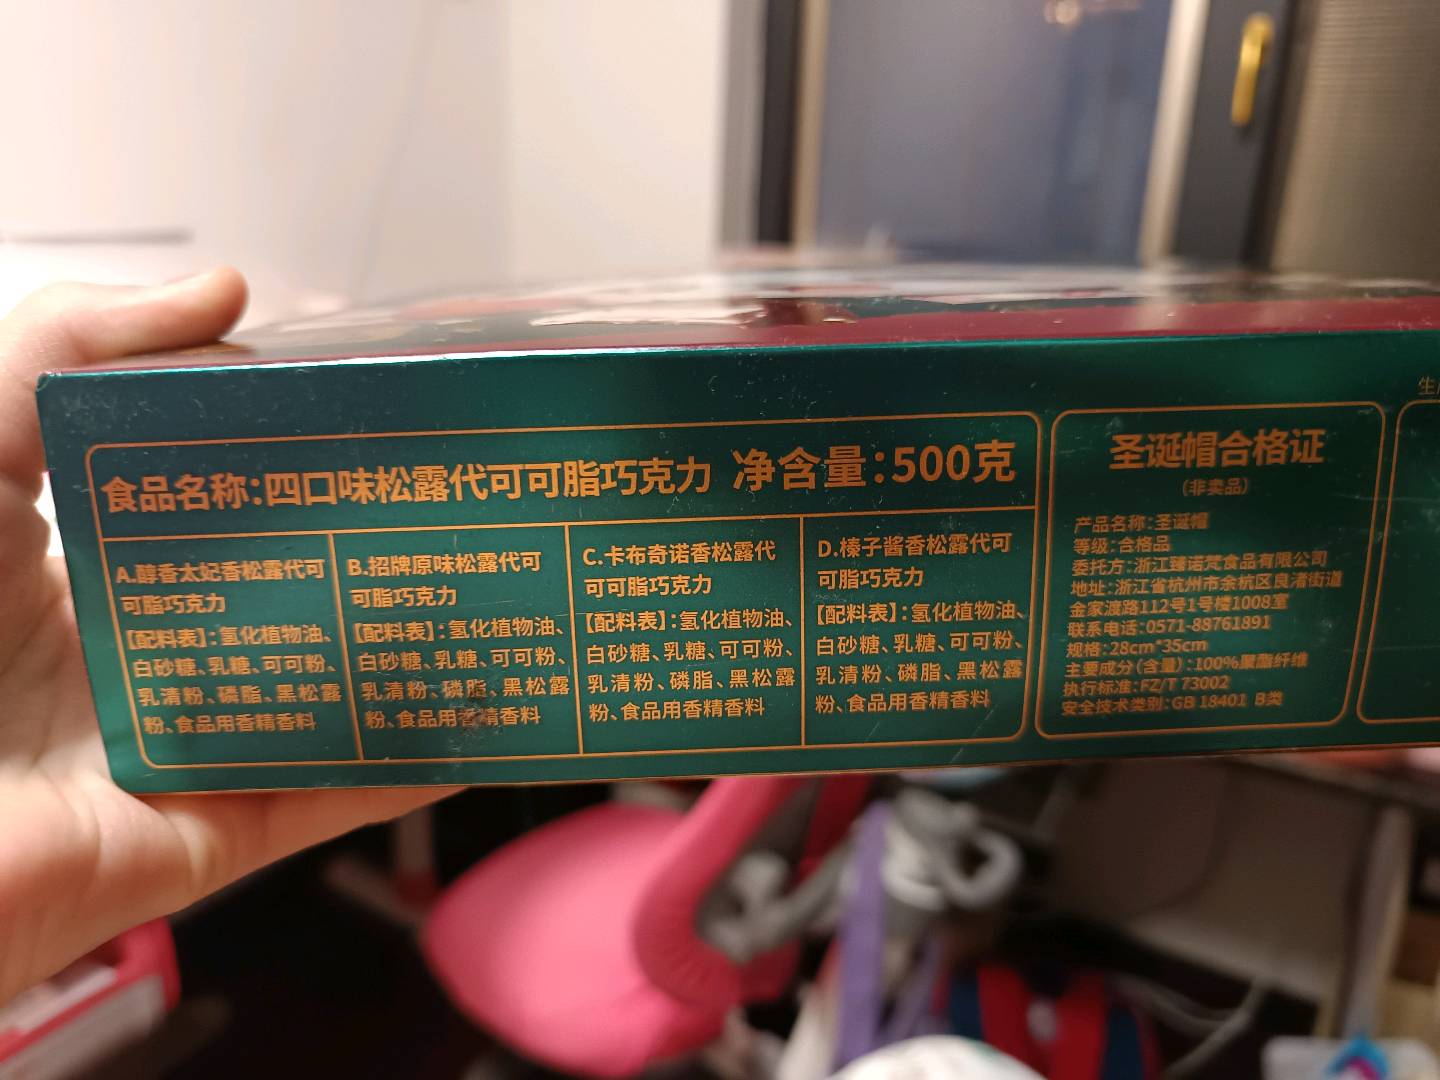 食品名称:四口味松露代可可脂巧克力 净含量:500克
A.醇香太妃香松露代可
可脂巧克力
【配料表】:氢化植物油、
白砂糖、乳糖、可可粉、
乳清粉、磷脂、黑松露
粉、食品用香精香料
B.招牌原味松露代可
可脂巧克力
【配料表】:氢化植物油、
白砂糖、乳糖、可可粉、
乳清粉、磷脂、黑松露
粉、食品用香精香料
C.卡布奇诺香松露代
可可脂巧克力
【配料表】:氢化植物油、
白砂糖、乳糖、可可粉、
乳清粉、磷脂、黑松露
粉、食品用香精香料
D.榛子酱香松露代可
可脂巧克力
【配料表】:氢化植物油、
白砂糖、乳糖、可可粉、
乳清粉、磷脂、黑松露
粉、食品用香精香料
圣诞帽合格证
(非卖品)
产品名称:圣诞帽
等级:合格品
委托方:浙江臻诺梵食品有限公司
地址:浙江省杭州市余杭区良渚街道
金家渡路112号1号楼1008室
联系电话:0571-88761891
规格:28cm*35cm
主要成分(含量):100%聚酯纤维
执行标准:FZ/T 73002
安全技术类别:GB 18401 B类